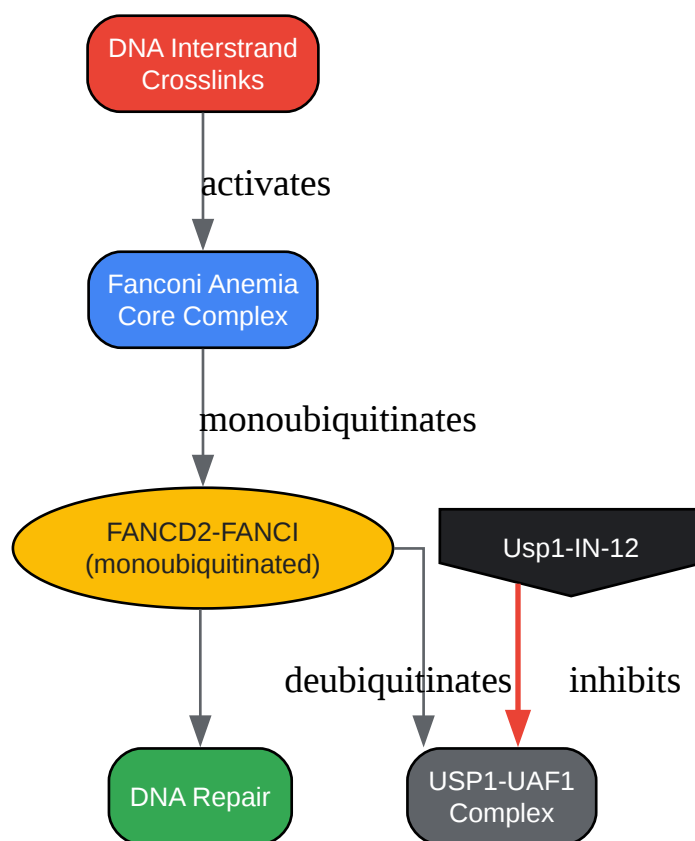 DNA Interstrand
Crosslinks
activates
Fanconi Anemia
Core Complex
monoubiquitinates
FANCD2-FANCI
(monoubiquitinated)
Usp1-IN-12
deubiquitinates
inhibits
DNA Repair
USP1-UAF1
Complex